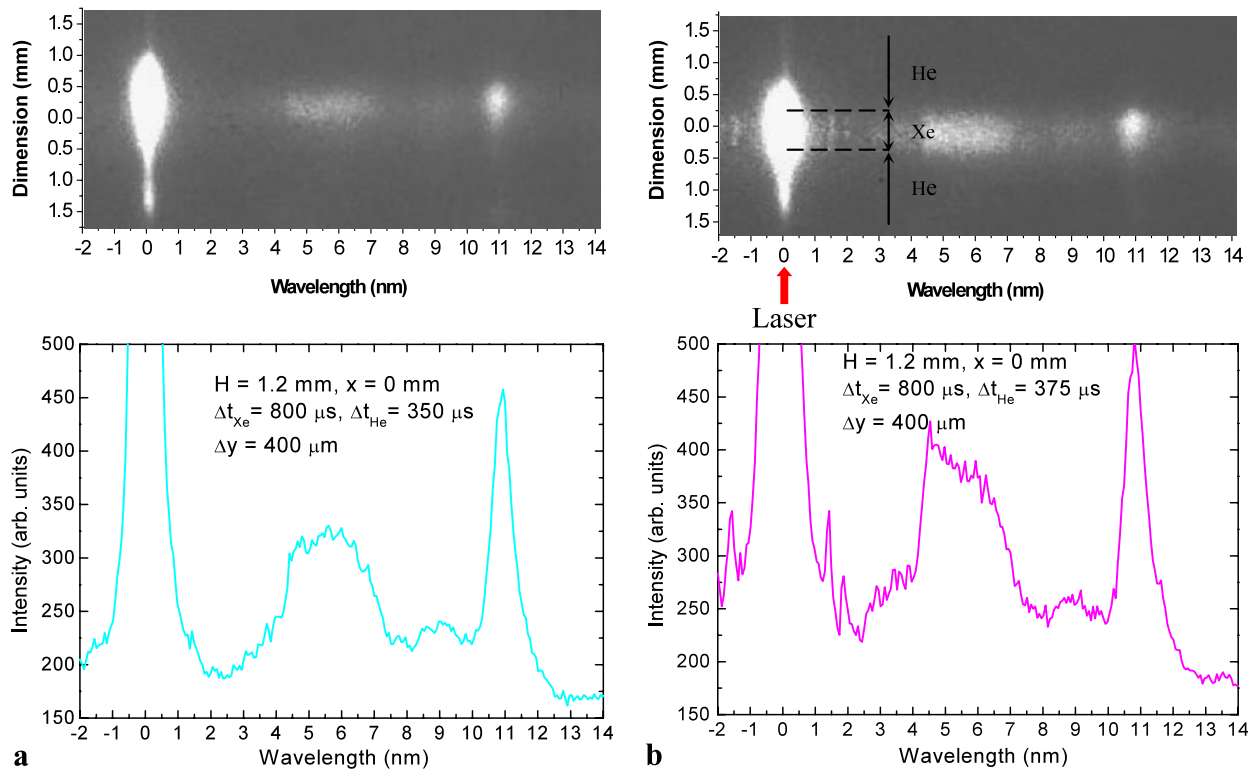 1.5
1.0
0.5
0.0
0.5
1.0
1.5
Dimension (mm)
-2 -1 0 1 2 3 4 5 6 7 8 9 10 11 12 13 14
Wavelength (nm)
1.5
1.0
0.5
0.0
0.5
1.0
1.5
Dimension (mm)
He
Xe
He
-2 -1 0 1 2 3 4 5 6 7 8 9 10 11 12 13 14
Wavelength (nm)
Laser
500
450
400
350
300
250
200
150
Intensity (arb. units)
H = 1.2 mm, x = 0 mm
Δt_Xe= 800 μs, Δt_He= 350 μs
Δy = 400 μm
-2 -1 0 1 2 3 4 5 6 7 8 9 10 11 12 13 14
Wavelength (nm)
a
500
450
400
350
300
250
200
150
Intensity (arb. units)
H = 1.2 mm, x = 0 mm
Δt_Xe= 800 μs, Δt_He= 375 μs
Δy = 400 μm
-2 -1 0 1 2 3 4 5 6 7 8 9 10 11 12 13 14
Wavelength (nm)
b